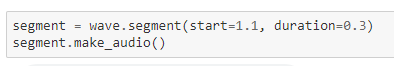 segment = wave.segment(start=1.1, duration=0.3)
segment.make_audio()